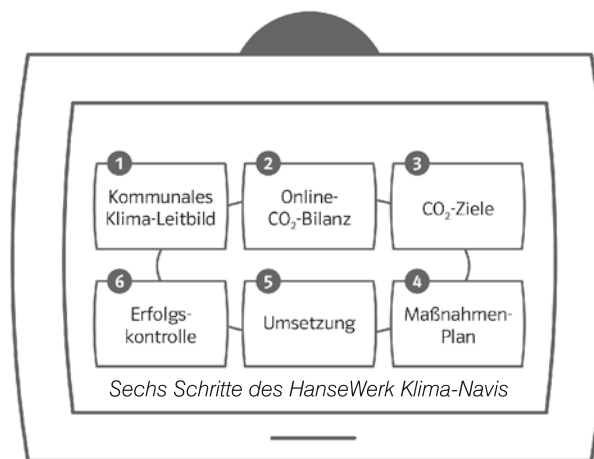 1
Kommunales
Klima-Leitbild
2
Online-
CO₂-Bilanz
3
CO₂-Ziele
6
Erfolgs-
kontrolle
5
Umsetzung
4
Maßnahmen-
Plan
Sechs Schritte des HanseWerk Klima-Navis